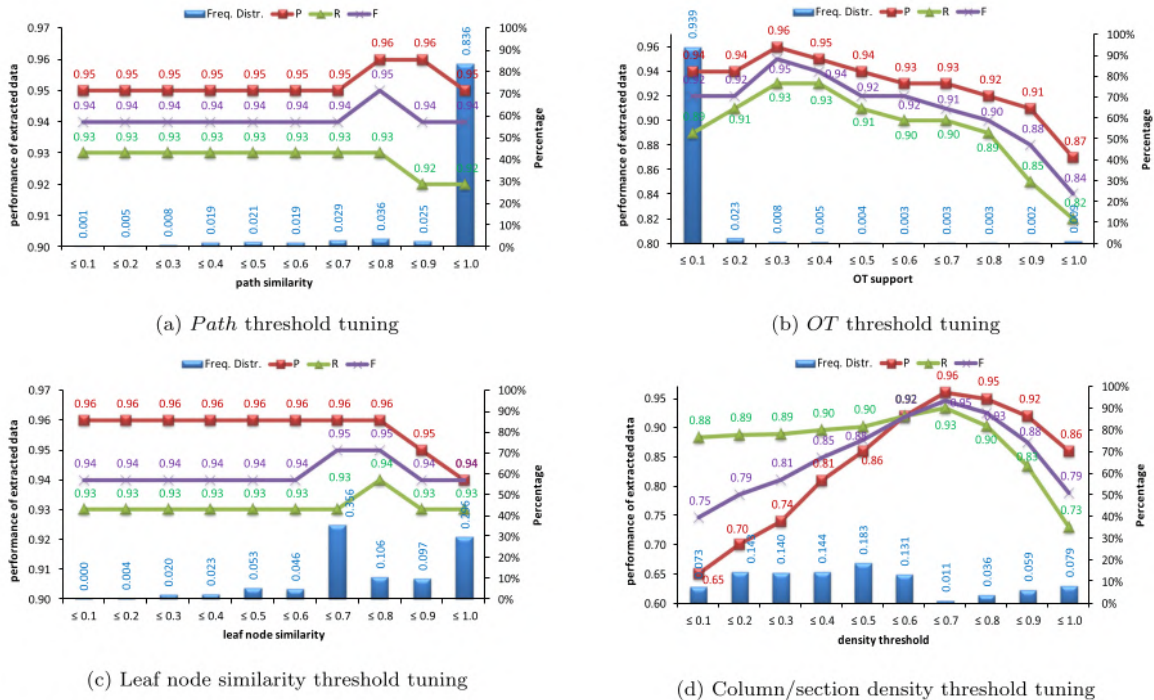 Freq. Distr. P R F
0.97
0.96
0.95
0.94
0.93
0.92
0.91
0.90
performance of extracted data
0.95 0.95 0.95 0.95 0.95 0.95 0.95 0.96 0.96 0.95
0.94 0.94 0.94 0.94 0.94 0.94 0.94 0.95 0.94 0.94
0.93 0.93 0.93 0.93 0.93 0.93 0.93 0.93 0.92
0.001 0.005 0.008 0.019 0.021 0.019 0.029 0.036 0.025 0.836
100%
90%
80%
70%
60%
50%
40%
30%
20%
10%
0%
Percentage
≤ 0.1 ≤ 0.2 ≤ 0.3 ≤ 0.4 ≤ 0.5 ≤ 0.6 ≤ 0.7 ≤ 0.8 ≤ 0.9 ≤ 1.0
path similarity
(a) Path threshold tuning
Freq. Distr. P R F
0.96
0.94
0.92
0.90
0.88
0.86
0.84
0.82
0.80
performance of extracted data
0.94 0.94 0.96 0.95 0.94 0.93 0.93 0.92 0.91 0.87
0.92 0.92 0.95 0.94 0.92 0.92 0.91 0.90 0.88 0.84
0.89 0.91 0.93 0.93 0.91 0.90 0.90 0.89 0.85 0.82
0.939 0.023 0.008 0.005 0.004 0.003 0.003 0.003 0.002 0.009
100%
90%
80%
70%
60%
50%
40%
30%
20%
10%
0%
Percentage
≤ 0.1 ≤ 0.2 ≤ 0.3 ≤ 0.4 ≤ 0.5 ≤ 0.6 ≤ 0.7 ≤ 0.8 ≤ 0.9 ≤ 1.0
OT support
(b) OT threshold tuning
Freq. Distr. P R F
0.97
0.96
0.95
0.94
0.93
0.92
0.91
0.90
performance of extracted data
0.96 0.96 0.96 0.96 0.96 0.96 0.96 0.96 0.95 0.94
0.94 0.94 0.94 0.94 0.94 0.94 0.95 0.95 0.94 0.94
0.93 0.93 0.93 0.93 0.93 0.93 0.93 0.94 0.93 0.93
0.000 0.004 0.020 0.023 0.053 0.046 0.356 0.106 0.097
100%
90%
80%
70%
60%
50%
40%
30%
20%
10%
0%
Percentage
≤ 0.1 ≤ 0.2 ≤ 0.3 ≤ 0.4 ≤ 0.5 ≤ 0.6 ≤ 0.7 ≤ 0.8 ≤ 0.9 ≤ 1.0
leaf node similarity
(c) Leaf node similarity threshold tuning
Freq. Distr. P R F
0.95
0.90
0.85
0.80
0.75
0.70
0.65
0.60
performance of extracted data
0.65 0.70 0.74 0.81 0.86 0.92 0.96 0.95 0.92 0.86
0.88 0.89 0.89 0.90 0.90 0.93 0.90 0.83 0.73
0.75 0.79 0.81 0.85 0.92 0.95 0.93 0.88 0.79
0.140 0.144 0.183 0.131 0.011 0.036 0.059 0.079
100%
90%
80%
70%
60%
50%
40%
30%
20%
10%
0%
Percentage
≤ 0.1 ≤ 0.2 ≤ 0.3 ≤ 0.4 ≤ 0.5 ≤ 0.6 ≤ 0.7 ≤ 0.8 ≤ 0.9 ≤ 1.0
density threshold
(d) Column/section density threshold tuning